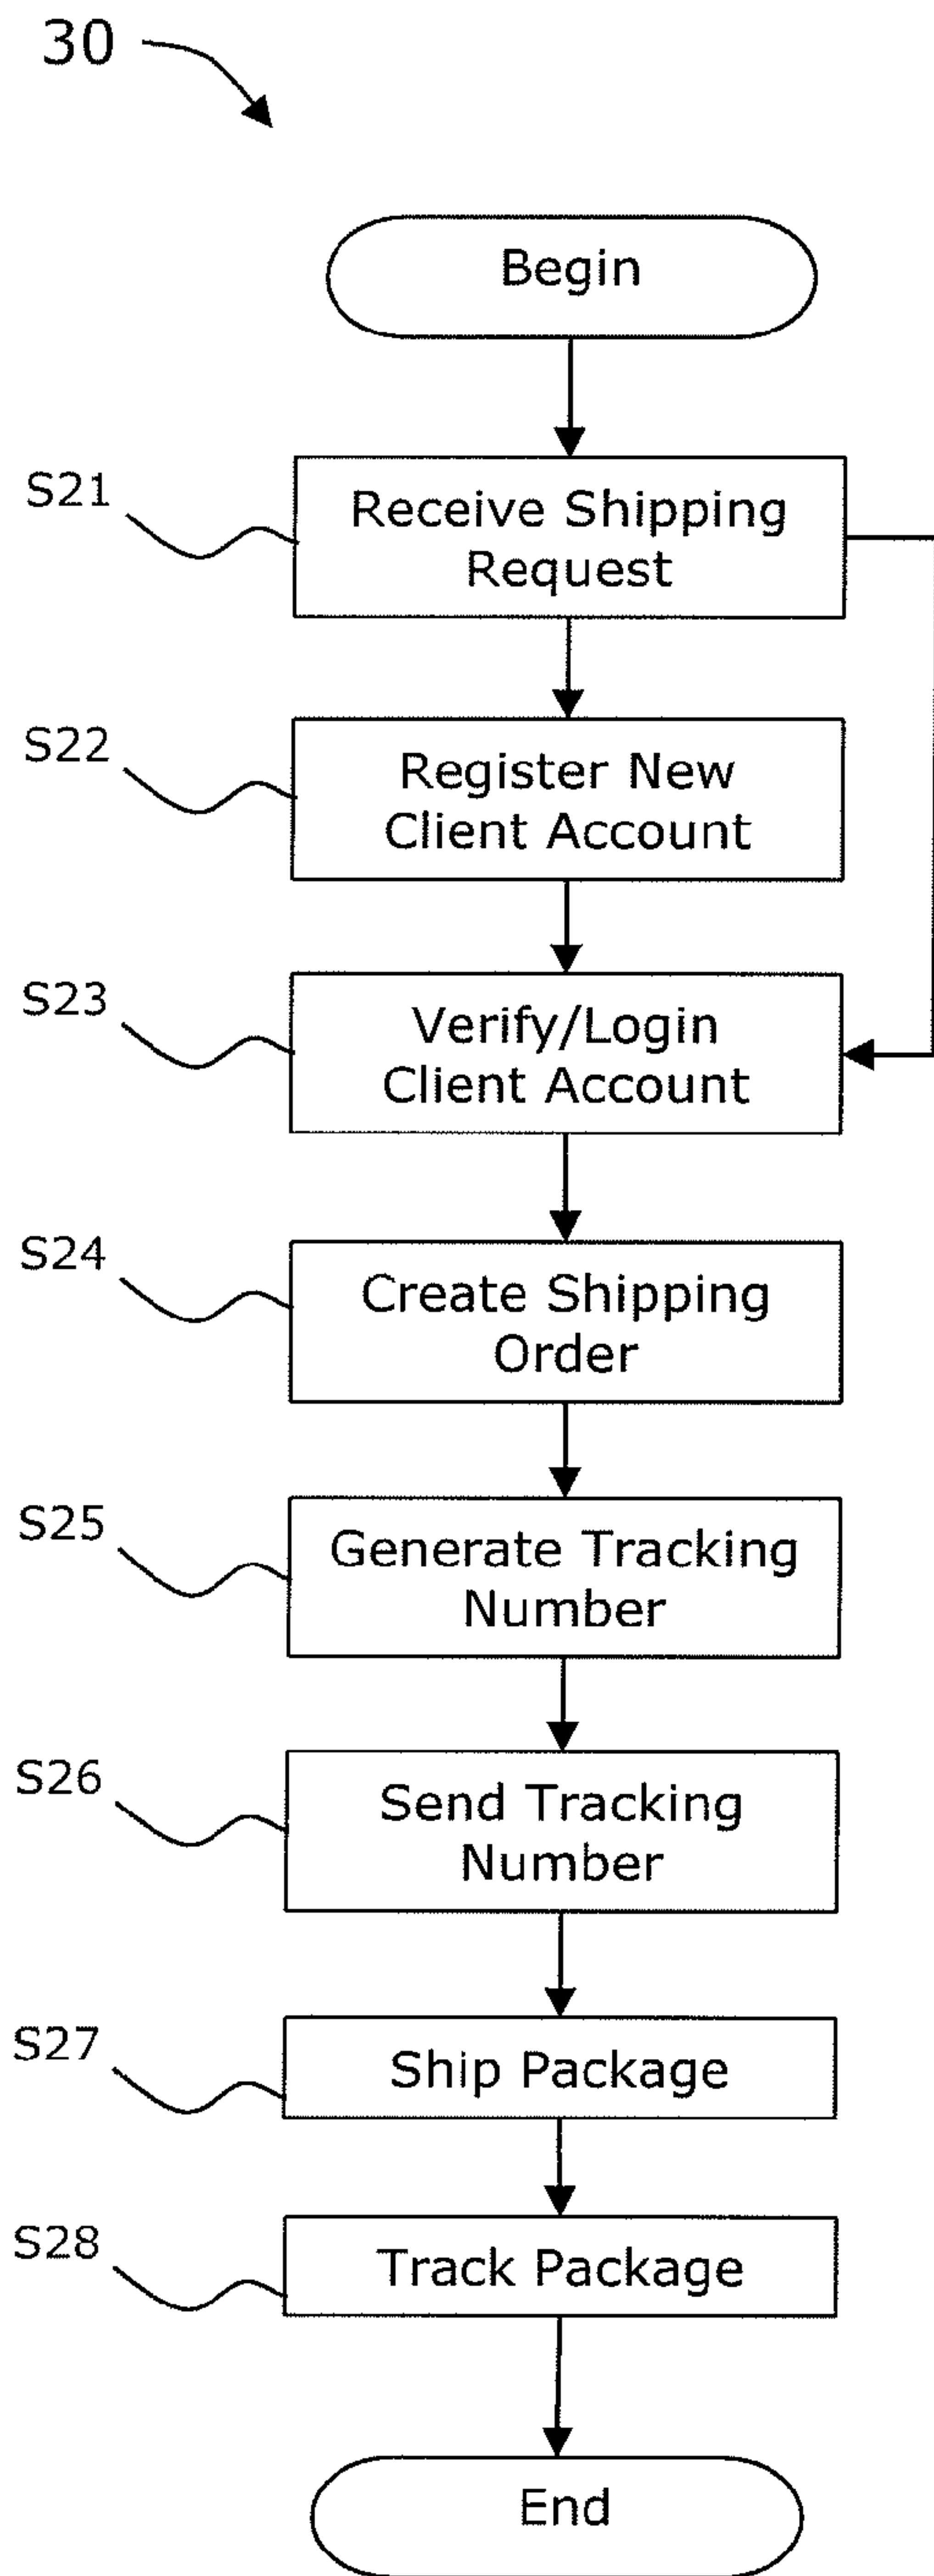 30
Begin
S21
Receive Shipping
Request
S22
Register New
Client Account
S23
Verify/Login
Client Account
S24
Create Shipping
Order
S25
Generate Tracking
Number
S26
Send Tracking
Number
S27
Ship Package
S28
Track Package
End